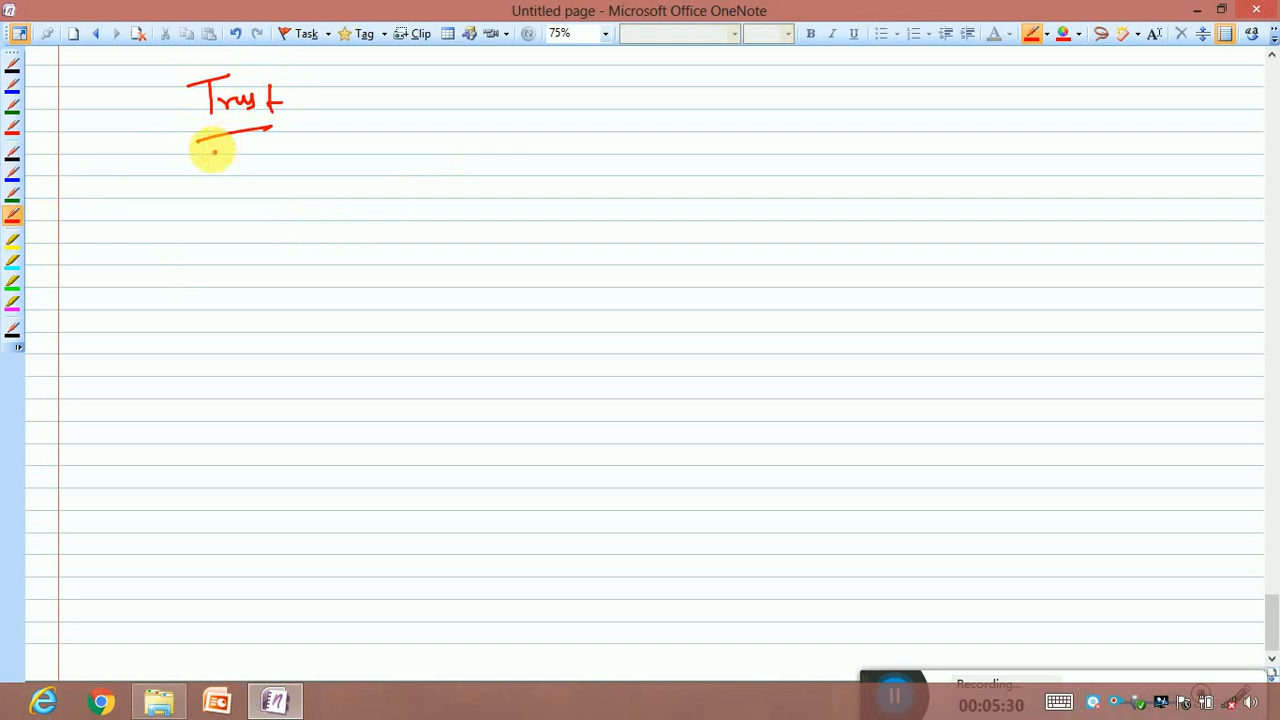 Untitled page - Microsoft Office OneNote
Task Tag Clip 75% B I U A
Trust
Recording...
00:05:30